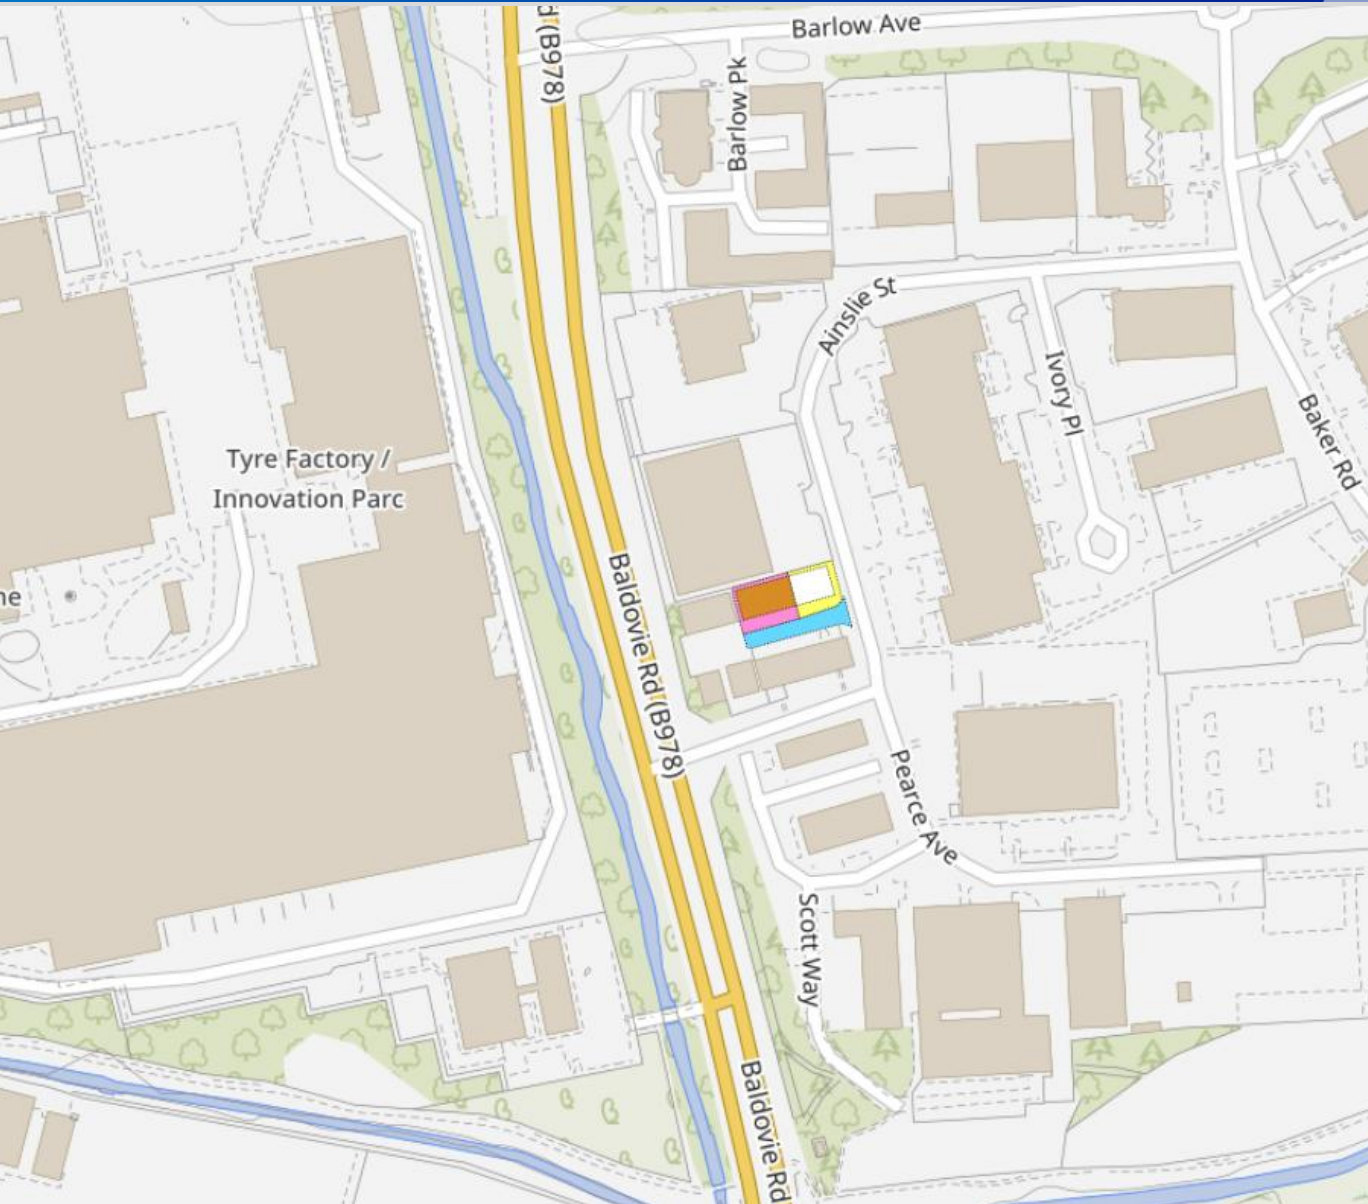 Barlow Ave
d (B978)
Barlow Pk
Ainslie St
Ivory Pl
Baker Rd
Tyre Factory /
Innovation Parc
ne
Baldovie Rd (B978)
Pearce Ave
Scott Way
Baldovie Rd